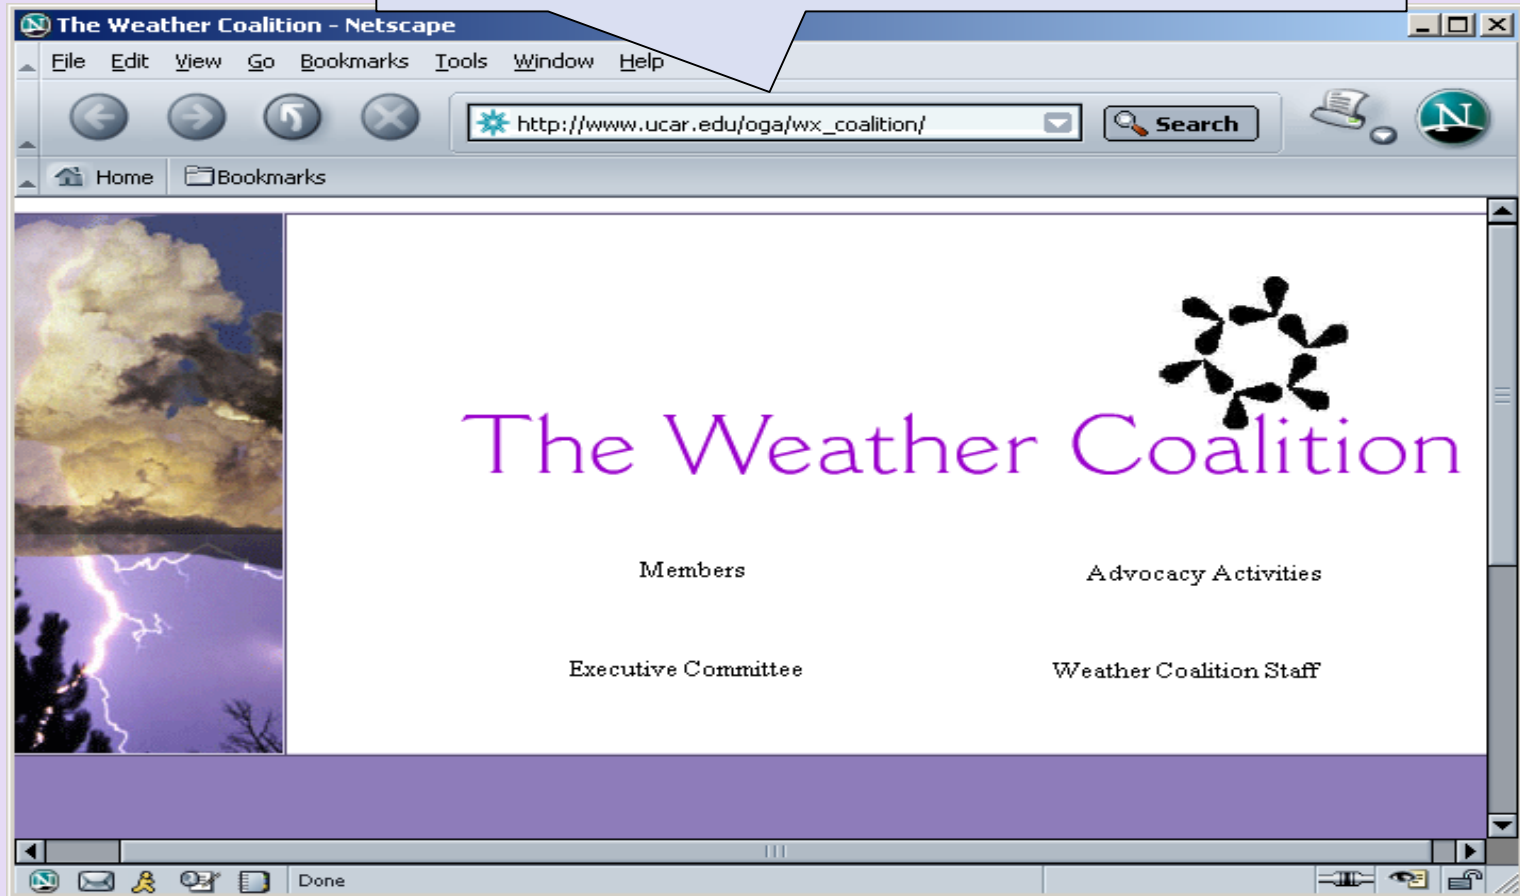 The Weather Coalition - Netscape
File Edit View Go Bookmarks Tools Window Help
http://www.ucar.edu/oga/wx_coalition/ Search N
Home Bookmarks
The Weather Coalition
Members Advocacy Activities
Executive Committee Weather Coalition Staff
Done